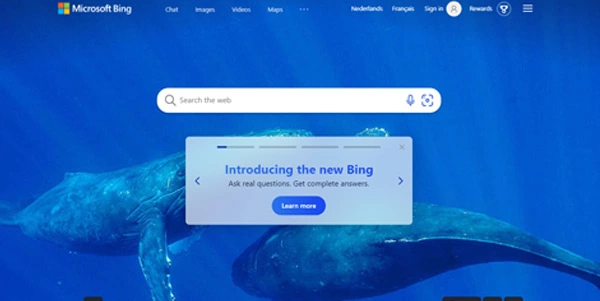 Microsoft Bing
Chat Images Videos Maps ···
Nederlands Français Sign in Rewards
Search the web
Introducing the new Bing
Ask real questions. Get complete answers.
Learn more